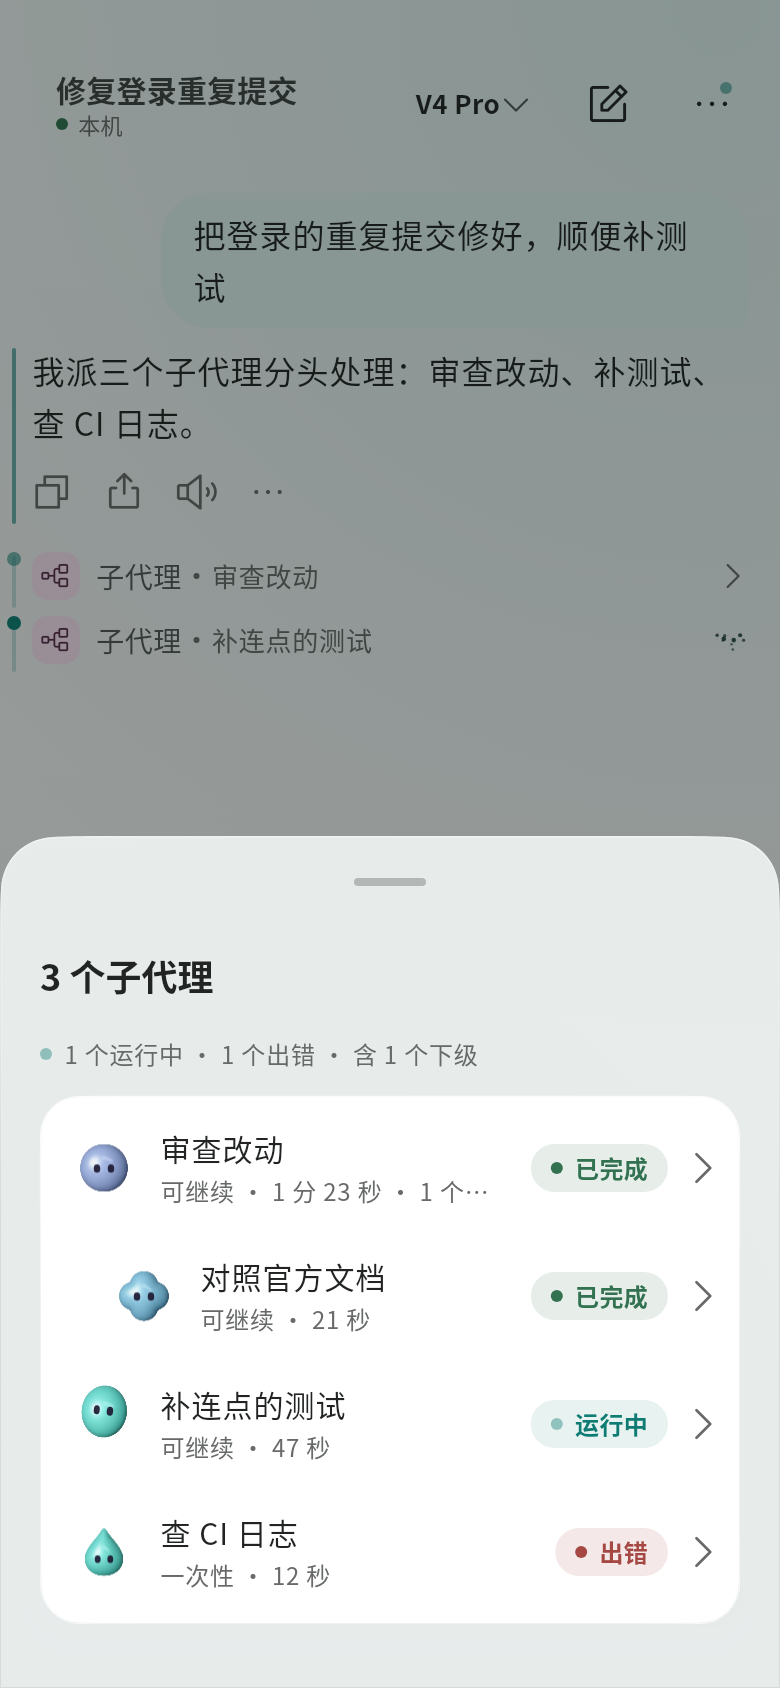 修复登录重复提交
本机
V4 Pro
把登录的重复提交修好，顺便补测
试
我派三个子代理分头处理：审查改动、补测试、
查 CI 日志。
子代理・审查改动
子代理・补连点的测试
3 个子代理
1 个运行中 · 1 个出错 · 含 1 个下级
审查改动
可继续 · 1 分 23 秒 · 1 个…
已完成
对照官方文档
可继续 · 21 秒
已完成
补连点的测试
可继续 · 47 秒
运行中
查 CI 日志
一次性 · 12 秒
出错